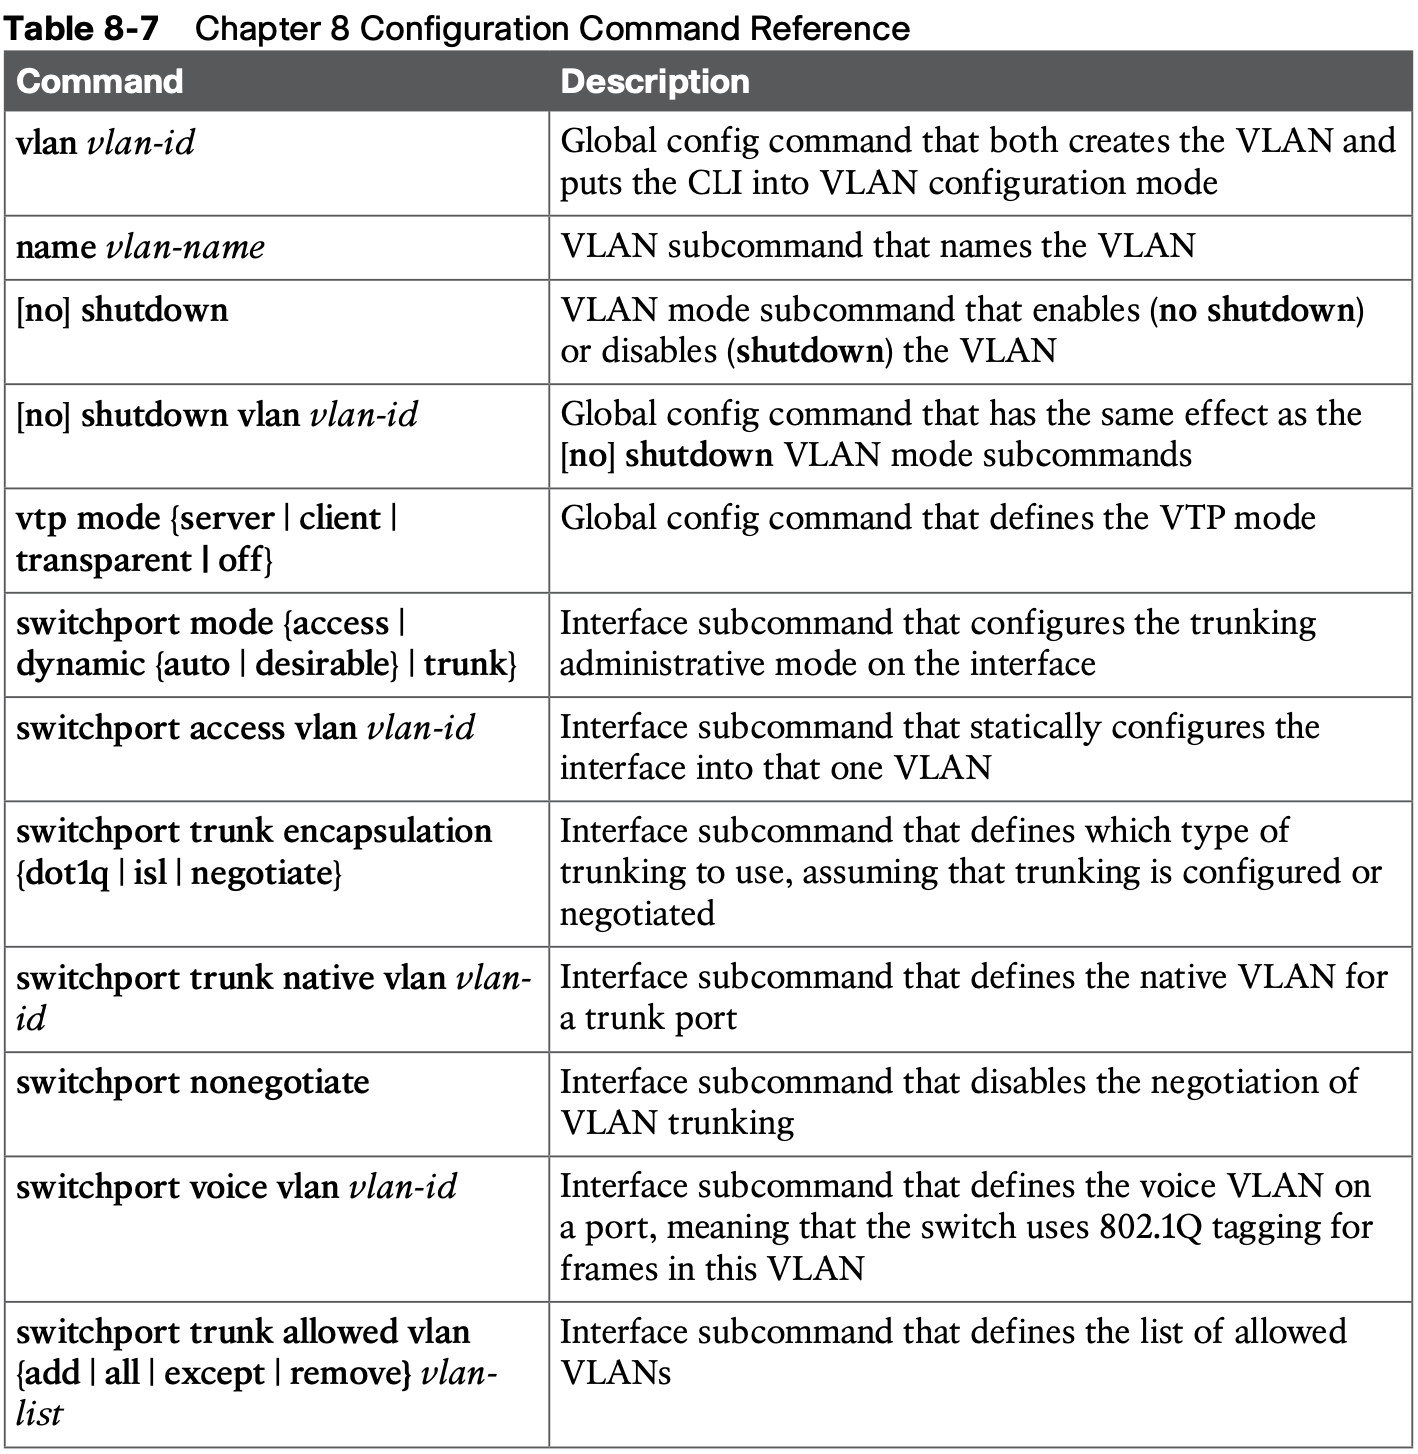 Table 8-7 Chapter 8 Configuration Command Reference
Command Description
vlan vlan-id
Global config command that both creates the VLAN and
puts the CLI into VLAN configuration mode
name vlan-name
VLAN subcommand that names the VLAN
[no] shutdown
VLAN mode subcommand that enables (no shutdown)
or disables (shutdown) the VLAN
[no] shutdown vlan vlan-id
Global config command that has the same effect as the
[no] shutdown VLAN mode subcommands
vtp mode {server | client |
transparent | off}
Global config command that defines the VTP mode
switchport mode {access |
dynamic {auto | desirable} | trunk}
Interface subcommand that configures the trunking
administrative mode on the interface
switchport access vlan vlan-id
Interface subcommand that statically configures the
interface into that one VLAN
switchport trunk encapsulation
{dot1q | isl | negotiate}
Interface subcommand that defines which type of
trunking to use, assuming that trunking is configured or
negotiated
switchport trunk native vlan vlan-
id
Interface subcommand that defines the native VLAN for
a trunk port
switchport nonegotiate
Interface subcommand that disables the negotiation of
VLAN trunking
switchport voice vlan vlan-id
Interface subcommand that defines the voice VLAN on
a port, meaning that the switch uses 802.1Q tagging for
frames in this VLAN
switchport trunk allowed vlan
{add | all | except | remove} vlan-
list
Interface subcommand that defines the list of allowed
VLANs